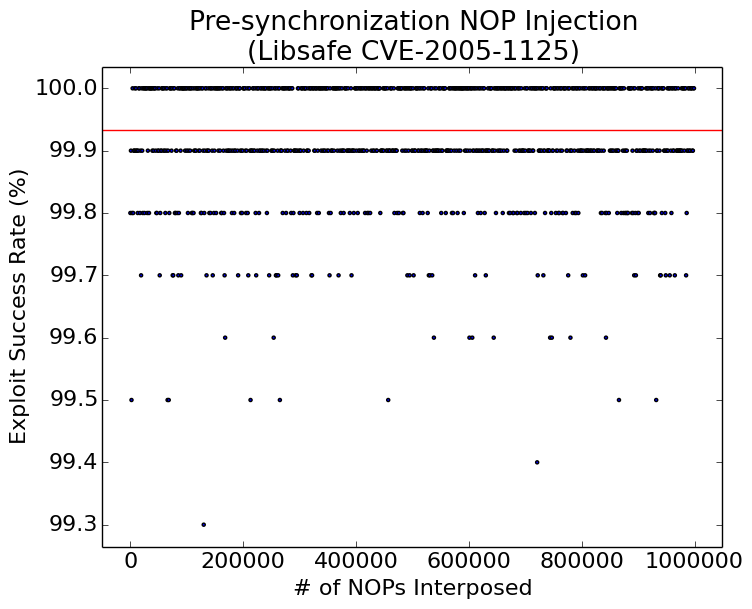 Pre-synchronization NOP Injection
(Libsafe CVE-2005-1125)
Exploit Success Rate (%)
100.0
99.9
99.8
99.7
99.6
99.5
99.4
99.3
0 200000 400000 600000 800000 1000000
# of NOPs Interposed